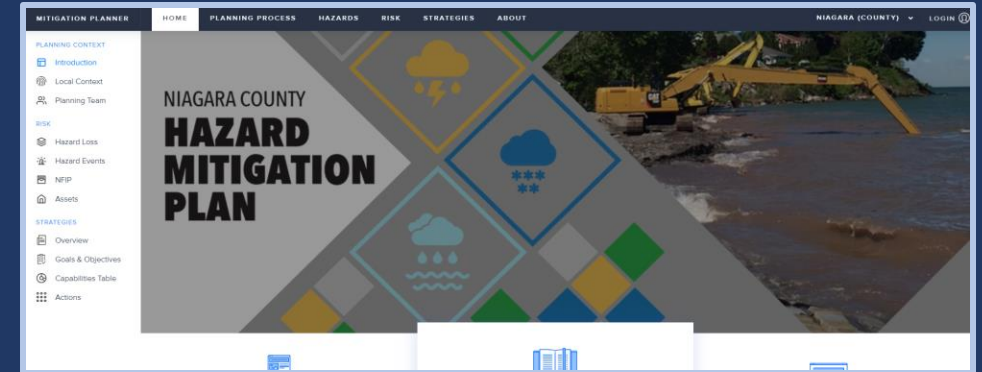 MITIGATION PLANNER HOME PLANNING PROCESS HAZARDS RISK STRATEGIES ABOUT NIAGARA (COUNTY) LOGIN
PLANNING CONTEXT
Introduction
Local Context
Planning Team
RISK
Hazard Loss
Hazard Events
NFIP
Assets
STRATEGIES
Overview
Goals & Objectives
Capabilities Table
Actions
NIAGARA COUNTY
HAZARD
MITIGATION
PLAN
CAT